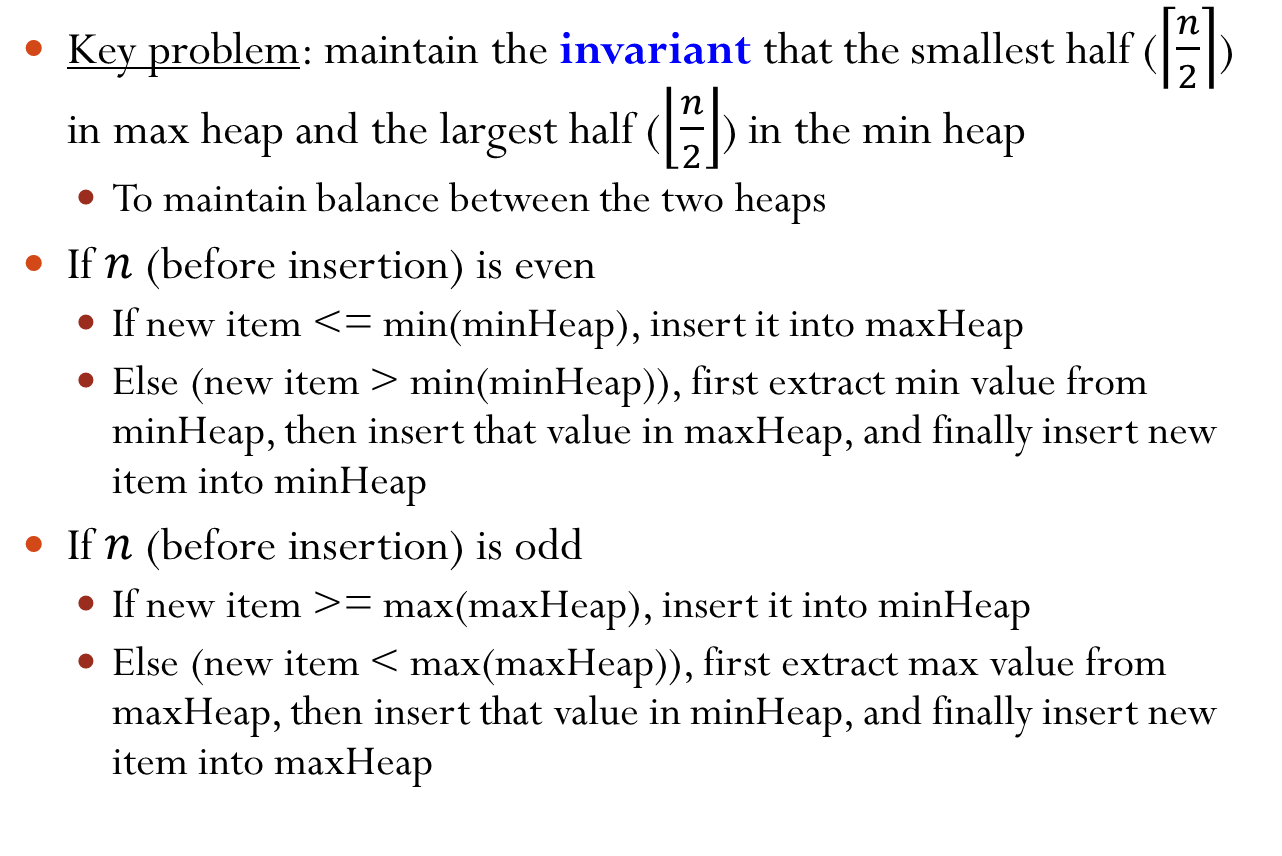 • Key problem: maintain the invariant that the smallest half (⌈n/2⌉)
in max heap and the largest half (⌊n/2⌋) in the min heap
• To maintain balance between the two heaps
• If n (before insertion) is even
• If new item <= min(minHeap), insert it into maxHeap
• Else (new item > min(minHeap)), first extract min value from
minHeap, then insert that value in maxHeap, and finally insert new
item into minHeap
• If n (before insertion) is odd
• If new item >= max(maxHeap), insert it into minHeap
• Else (new item < max(maxHeap)), first extract max value from
maxHeap, then insert that value in minHeap, and finally insert new
item into maxHeap